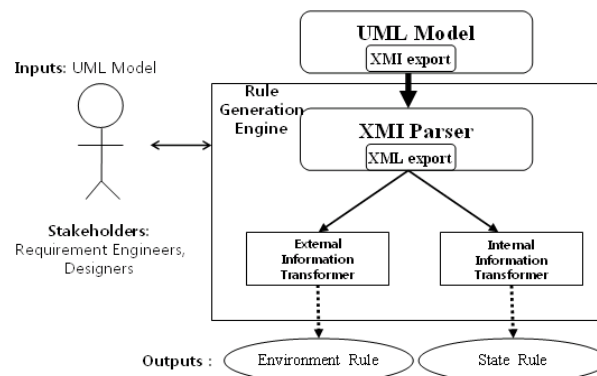 UML Model
XMI export
Inputs: UML Model
Rule
Generation
Engine
XMI Parser
XML export
Stakeholders:
Requirement Engineers,
Designers
External
Information
Transformer
Internal
Information
Transformer
Outputs :
Environment Rule
State Rule